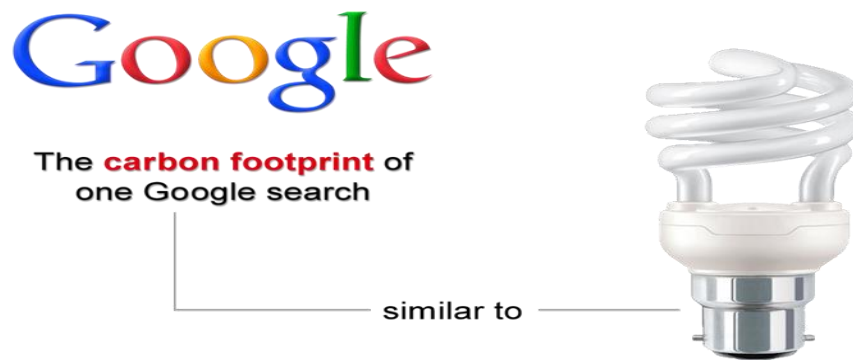 Google
The carbon footprint of
one Google search
similar to